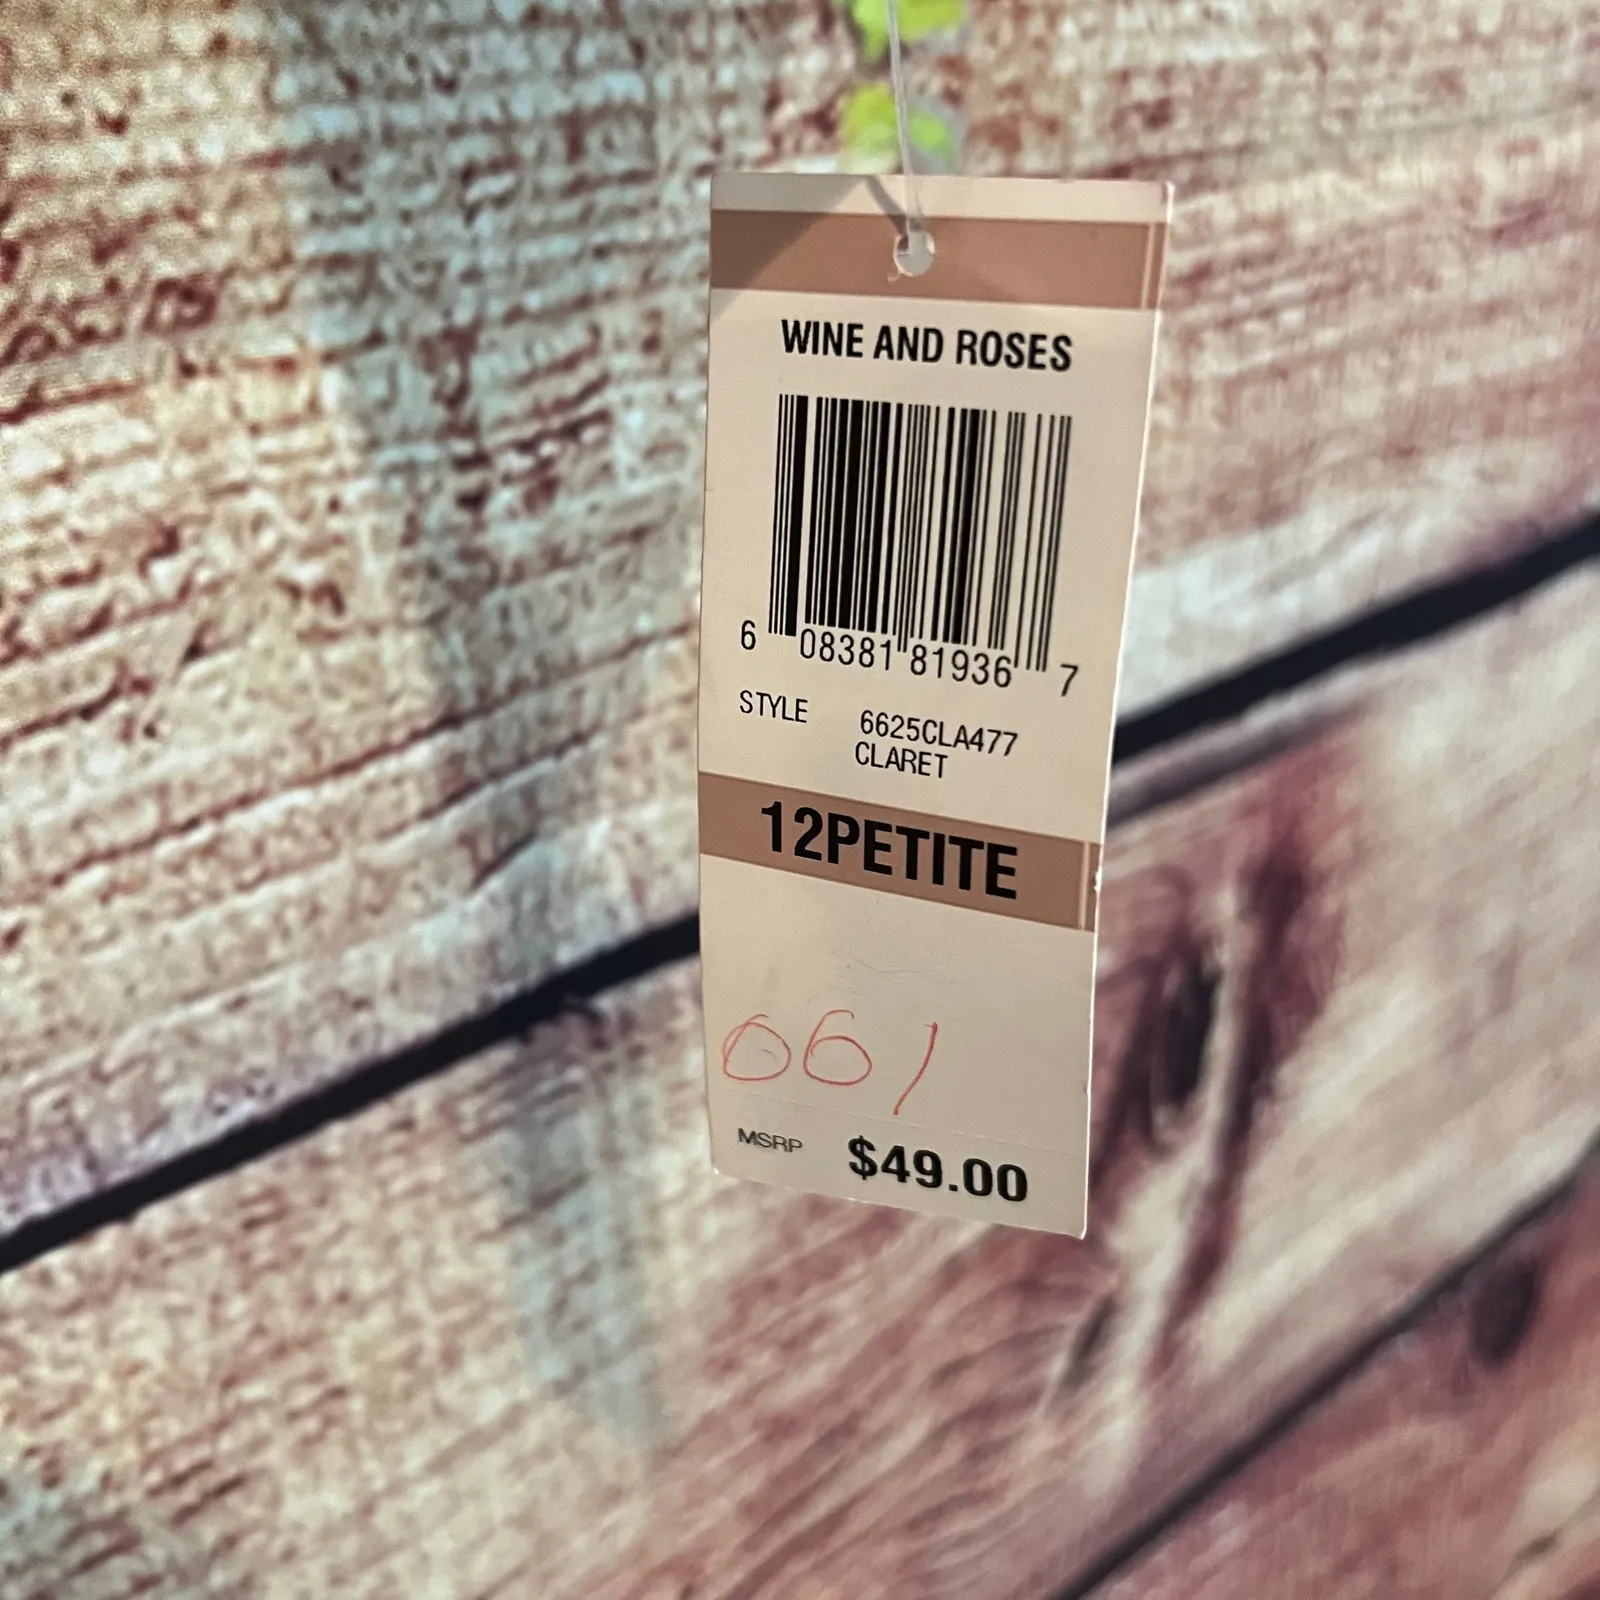 WINE AND ROSES
6 08381 81936 7
STYLE 6625CLA477
CLARET
12PETITE
061
MSRP $49.00